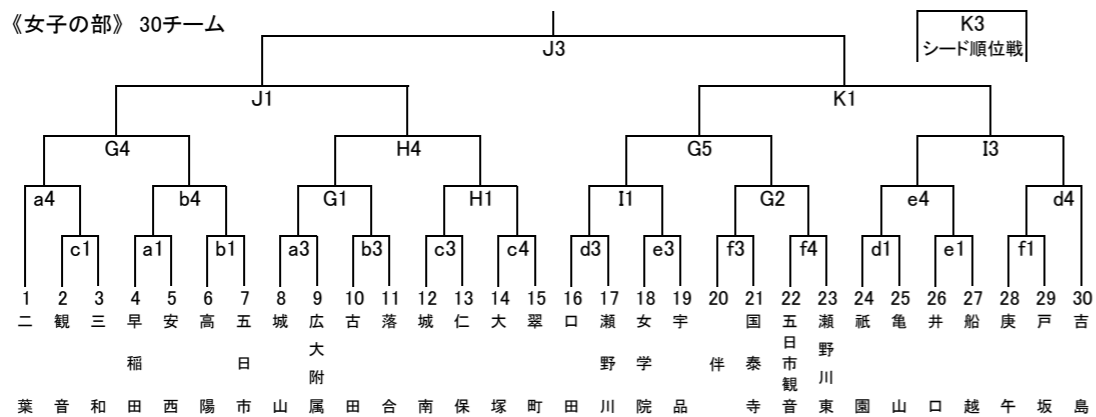 《女子の部》 30チーム
K3
シード順位戦
J3
J1 K1
G4 H4 G5 I3
a4 b4 G1 H1 I1 G2 e4 d4
c1 a1 b1 a3 b3 c3 c4 d3 e3 f3 f4 d1 e1 f1
1 2 3 4 5 6 7 8 9 10 11 12 13 14 15 16 17 18 19 20 21 22 23 24 25 26 27 28 29 30
二葉
観音
三和
早稲田
安西
高陽
五日市
城山
広大附属
古田
落合
城南
仁保
大塚
翠町
口田
瀬野川
女学院
宇品
伴
国泰寺
五日市観音
瀬野川東
祇園
亀山
井口
船越
庚午
戸坂
吉島